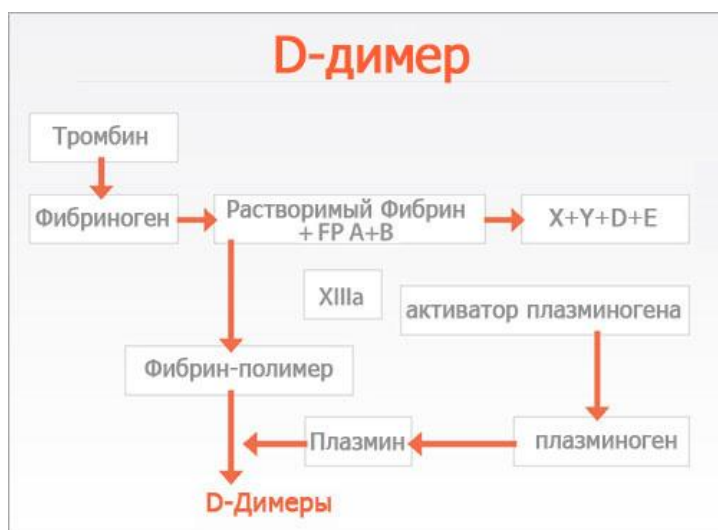 D-димер
Тромбин
Фибриноген
Растворимый Фибрин
+ FP A+B
X+Y+D+E
XIIIa
активатор плазминогена
Фибрин-полимер
Плазмин
плазминоген
D-Димеры